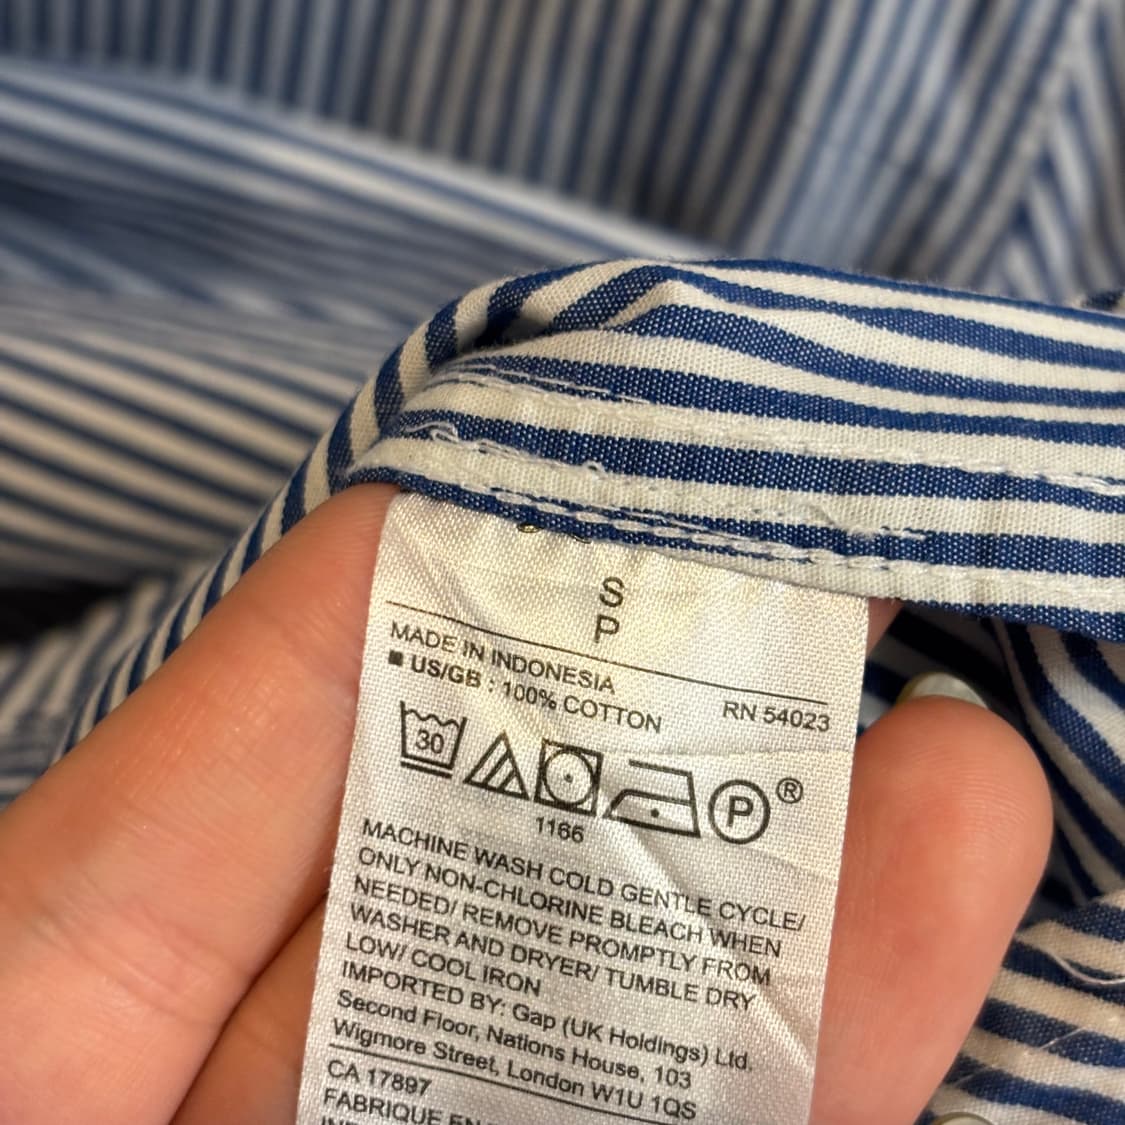 S
P
MADE IN INDONESIA
■ US/GB : 100% COTTON RN 54023
30
P ®
1166
MACHINE WASH COLD GENTLE CYCLE/
ONLY NON-CHLORINE BLEACH WHEN
NEEDED/ REMOVE PROMPTLY FROM
WASHER AND DRYER/ TUMBLE DRY
LOW/ COOL IRON
IMPORTED BY: Gap (UK Holdings) Ltd.
Second Floor, Nations House, 103
Wigmore Street, London W1U 1QS
CA 17897
FABRIQUE EN